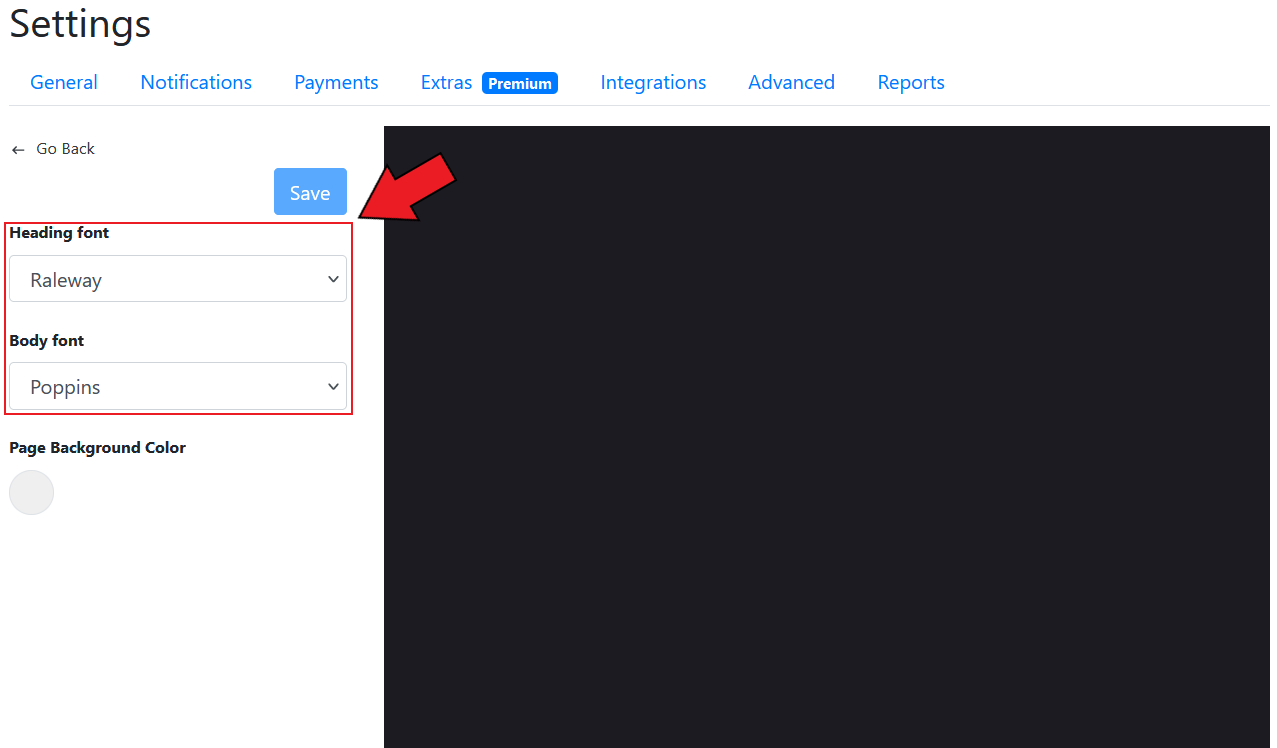 Settings
General Notifications Payments Extras Premium Integrations Advanced Reports
← Go Back
Save
Heading font
Raleway
Body font
Poppins
Page Background Color